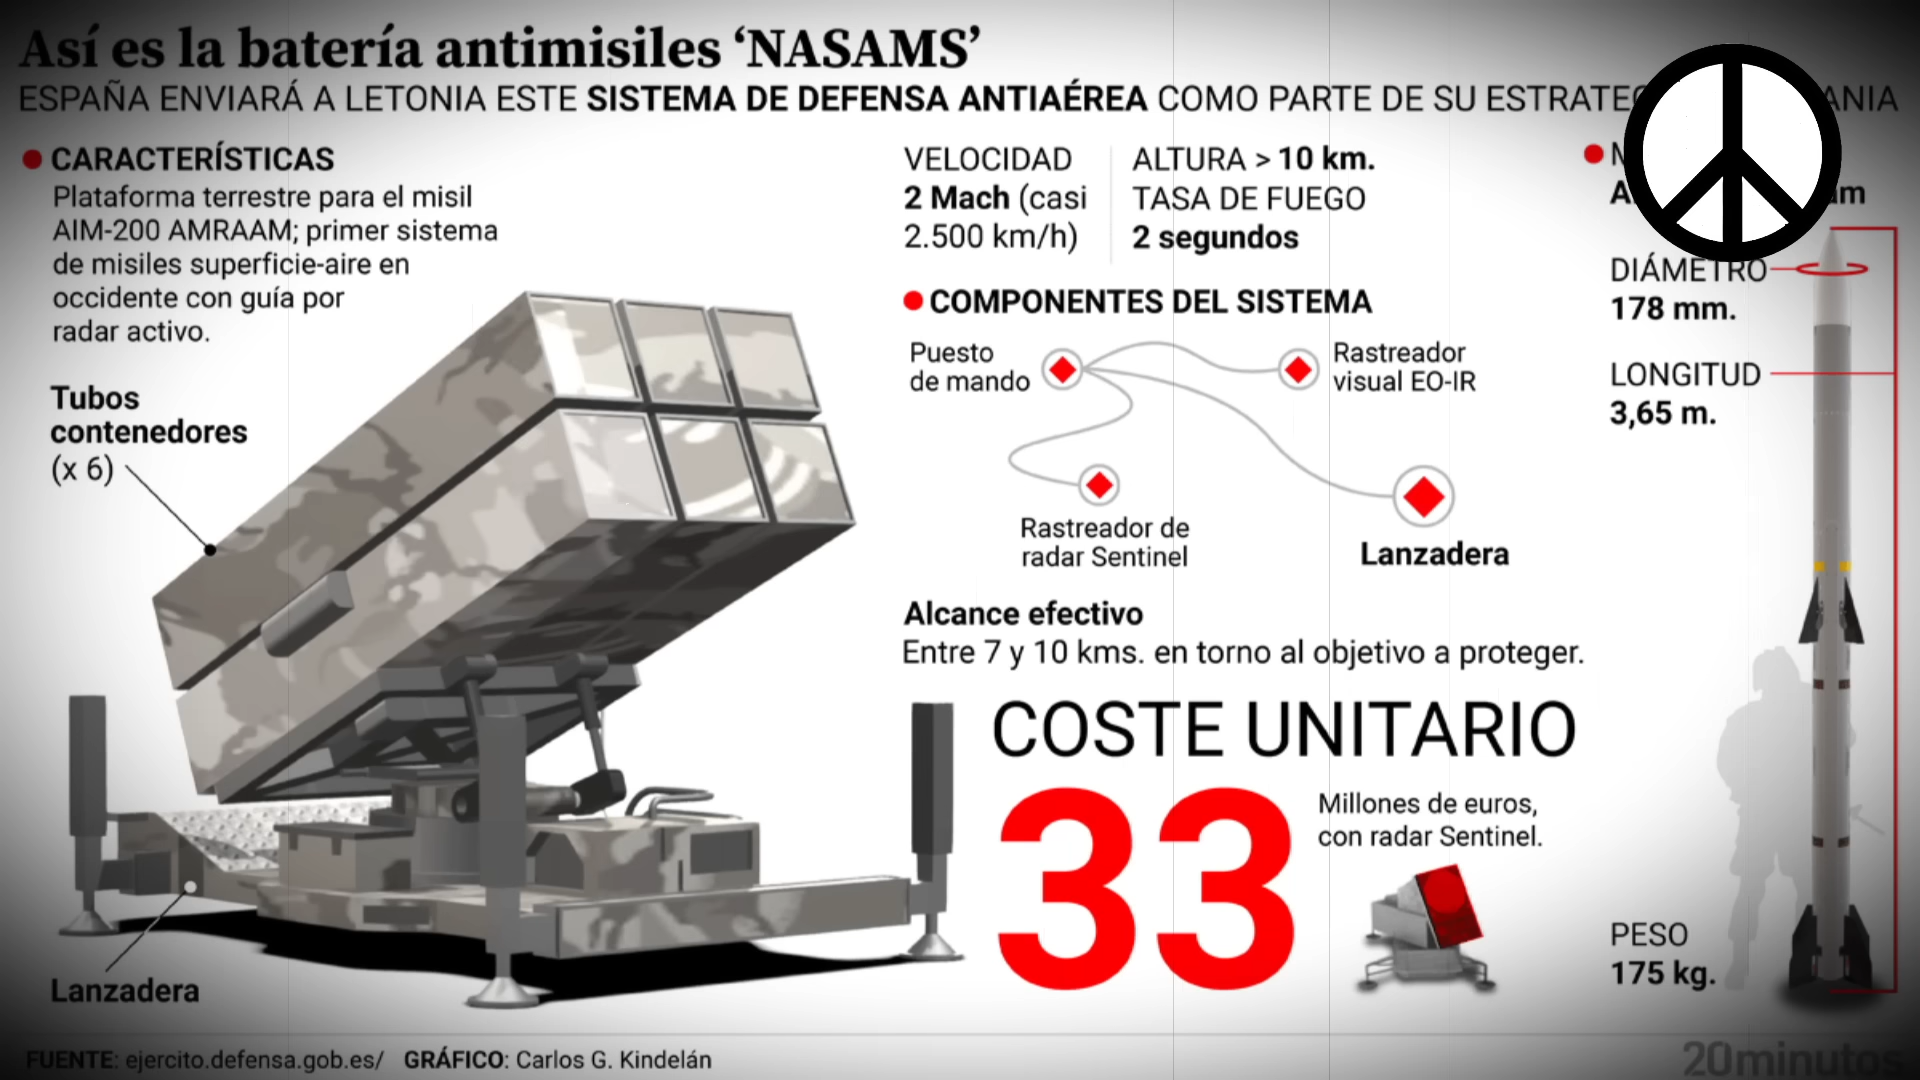 Así es la batería antimisiles ‘NASAMS’
ESPAÑA ENVIARÁ A LETONIA ESTE SISTEMA DE DEFENSA ANTIAÉREA COMO PARTE DE SU
CARACTERÍSTICAS
Plataforma terrestre para el misil
AIM-200 AMRAAM; primer sistema
de misiles superficie-aire en
occidente con guía por
radar activo.
Tubos
contenedores
(x 6)
Lanzadera
VELOCIDAD
2 Mach (casi
2.500 km/h)
ALTURA > 10 km.
TASA DE FUEGO
2 segundos
COMPONENTES DEL SISTEMA
Puesto
de mando
Rastreador
visual EO-IR
Rastreador de
radar Sentinel
Lanzadera
Alcance efectivo
Entre 7 y 10 kms. en torno al objetivo a proteger.
COSTE UNITARIO
33
Millones de euros,
con radar Sentinel.
DIÁMETRO
178 mm.
LONGITUD
3,65 m.
PESO
175 kg.
FUENTE: ejercito.defensa.gob.es/ GRÁFICO: Carlos G. Kindelán
20minutos